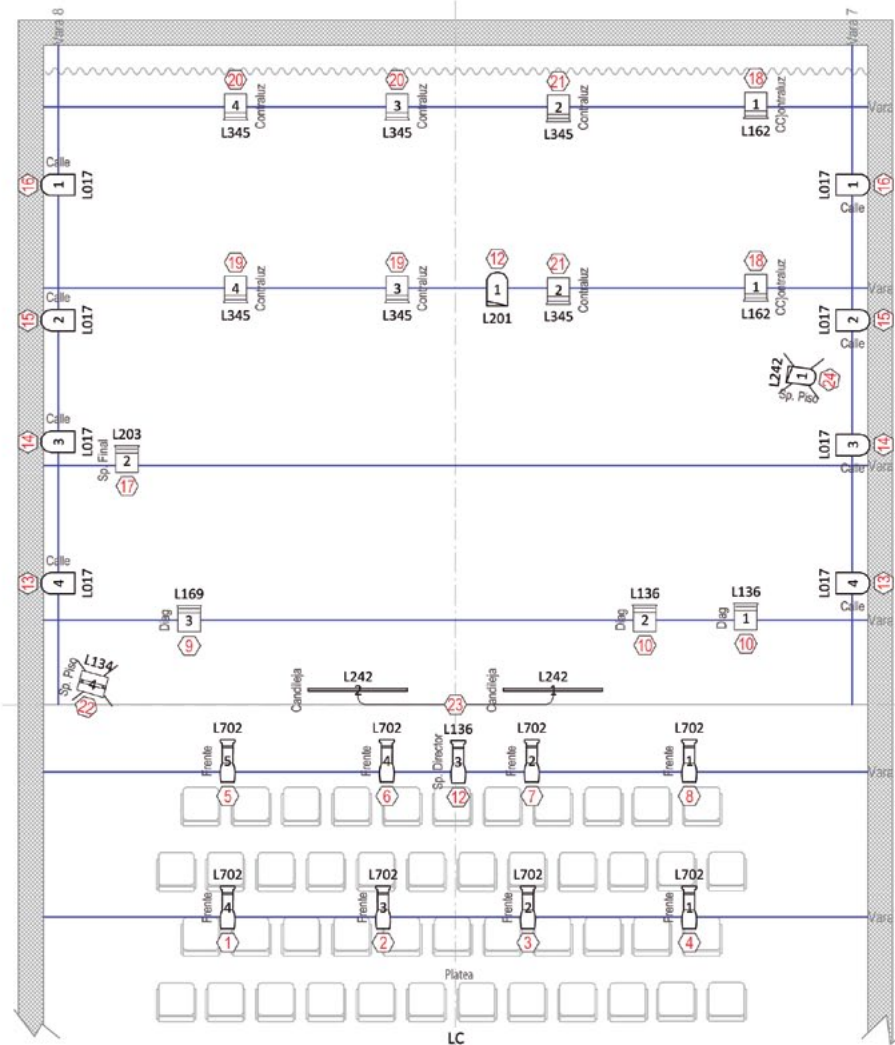 Vara 8
Vara 7
20 20 21 18
4 3 2 1
Contraluz Contraluz Contraluz CC)ontraluz
Vara
L345 L345 L345 L162
Calle
16 1 L017
L017 1 16
Calle
19 19 12 21 18
4 3 1 2 1
Contraluz Contraluz Contraluz CC)ontraluz
Vara
L345 L345 L201 L345 L162
Calle
15 2 L017
L017 2 15
Calle
L242 1 24
Sp. Piso
Calle
14 3 L017
L203
Sp. Final
2
17
L017 3 14
Calle
Vara
Calle
13 4 L017
L017 4 13
Calle
L169 L136 L136
Diag 3 Diag 2 Diag 1
Vara
9 10 10
Sp. Piso L134
4
22
L242 L242
Candileja 2 Candileja 1
23
L702 L702 L136 L702 L702
Frente 5 Frente 4 Sp. Director 3 Frente 2 Frente 1
Vara
5 6 12 7 8
L702 L702 L702 L702
Frente 4 Frente 3 Frente 2 Frente 1
Vara
1 2 3 4
Platea
LC